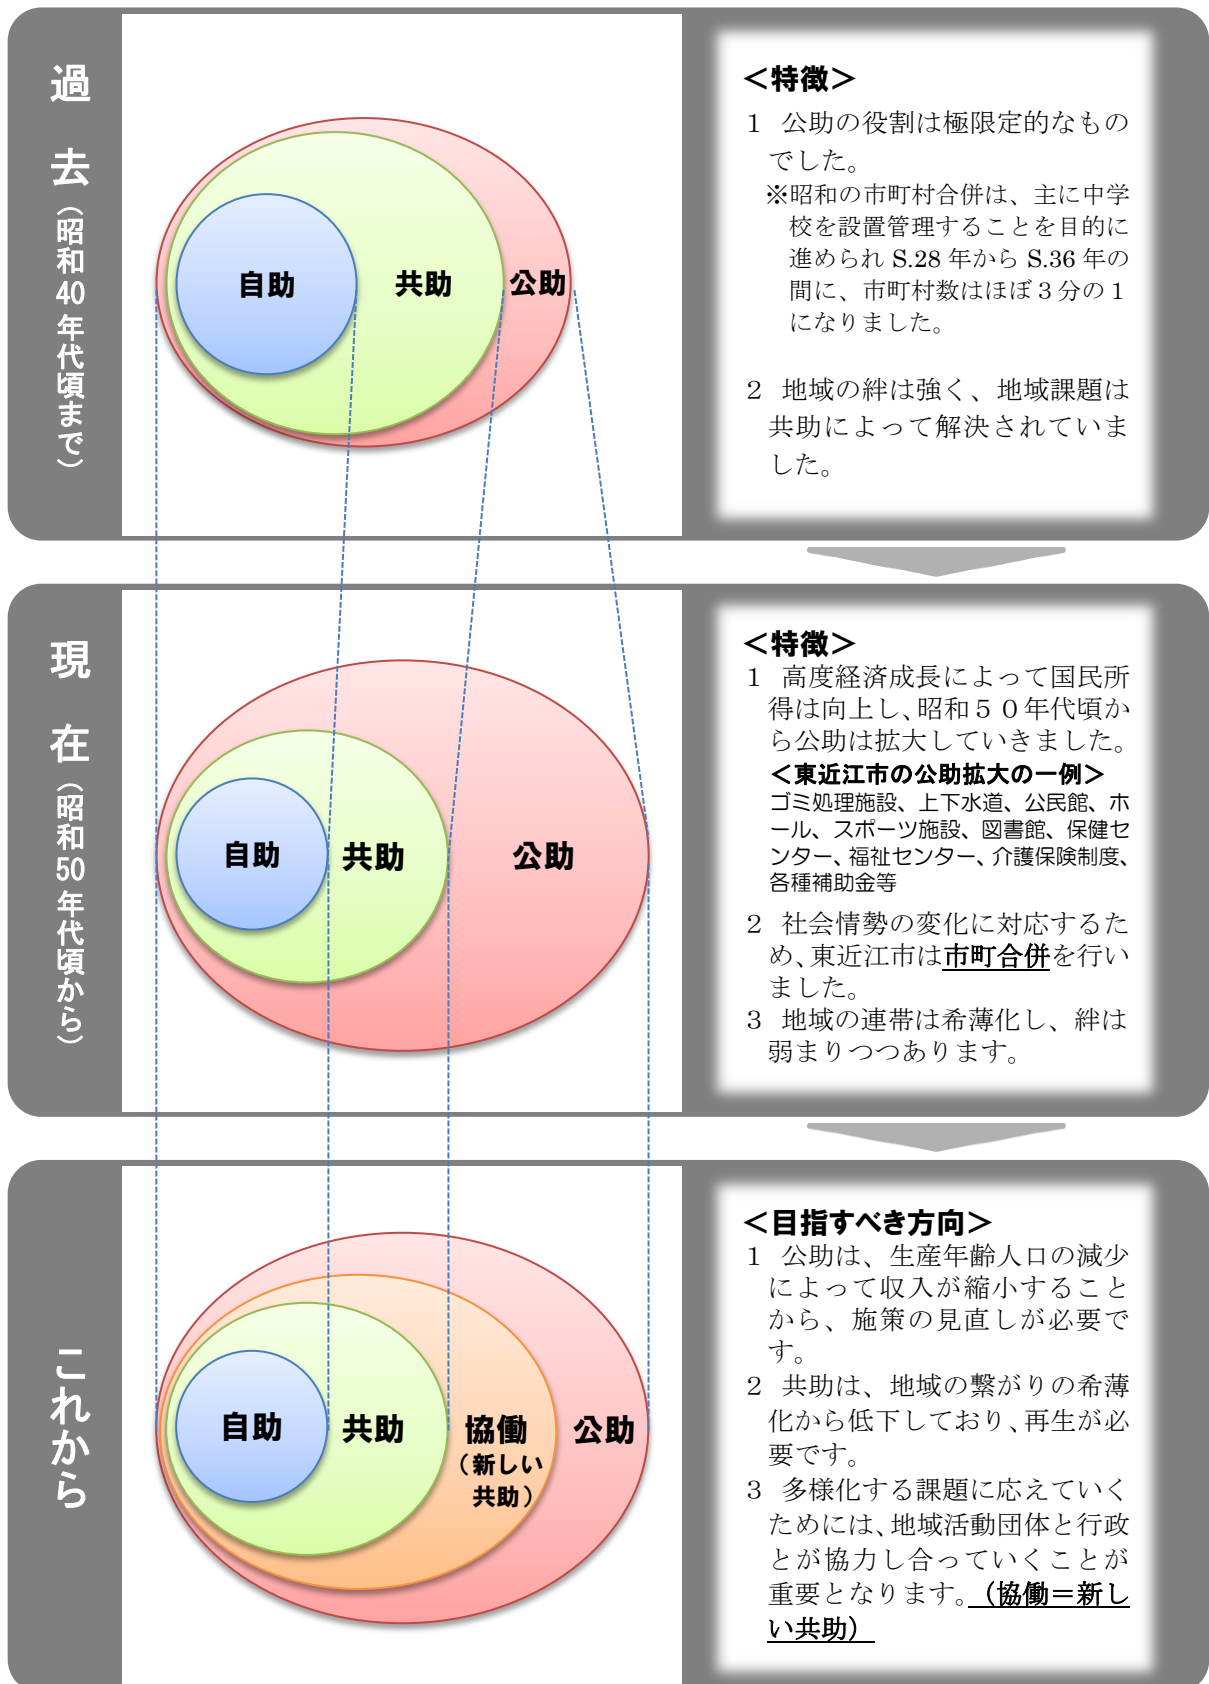 過去（昭和40年代頃まで）
自助
共助
公助
＜特徴＞
１　公助の役割は極限定的なもの
でした。
※昭和の市町村合併は、主に中学
校を設置管理することを目的に
進められ S.28 年から S.36 年の
間に、市町村数はほぼ３分の１
になりました。
２　地域の絆は強く、地域課題は
共助によって解決されていま
した。
現在（昭和50年代頃から）
自助
共助
公助
＜特徴＞
１　高度経済成長によって国民所
得は向上し、昭和５０年代頃か
ら公助は拡大していきました。
＜東近江市の公助拡大の一例＞
ゴミ処理施設、上下水道、公民館、ホ
ール、スポーツ施設、図書館、保健セ
ンター、福祉センター、介護保険制度、
各種補助金等
２　社会情勢の変化に対応するた
め、東近江市は市町合併を行い
ました。
３　地域の連帯は希薄化し、絆は
弱まりつつあります。
これから
自助
共助
協働
（新しい
共助）
公助
＜目指すべき方向＞
１　公助は、生産年齢人口の減少
によって収入が縮小すること
から、施策の見直しが必要で
す。
２　共助は、地域の繋がりの希薄
化から低下しており、再生が必
要です。
３　多様化する課題に応えていく
ためには、地域活動団体と行政
とが協力し合っていくことが
重要となります。（協働＝新し
い共助）